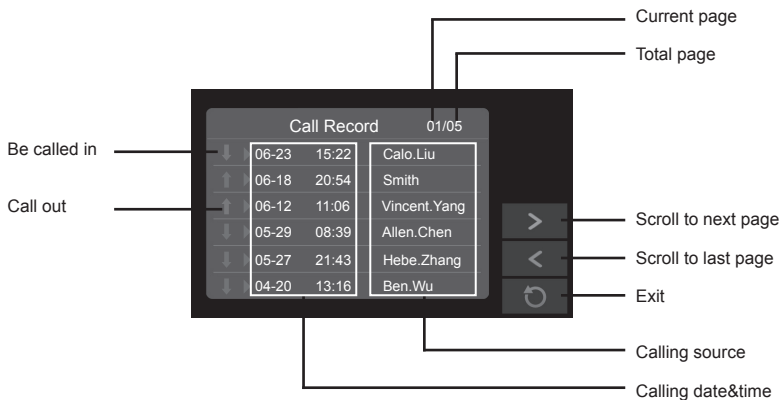 Current page
Total page
Call Record 01/05
Be called in
06-23 15:22 Calo.Liu
06-18 20:54 Smith
Call out
06-12 11:06 Vincent.Yang
Scroll to next page
05-29 08:39 Allen.Chen
05-27 21:43 Hebe.Zhang
Scroll to last page
04-20 13:16 Ben.Wu
Exit
Calling source
Calling date&time